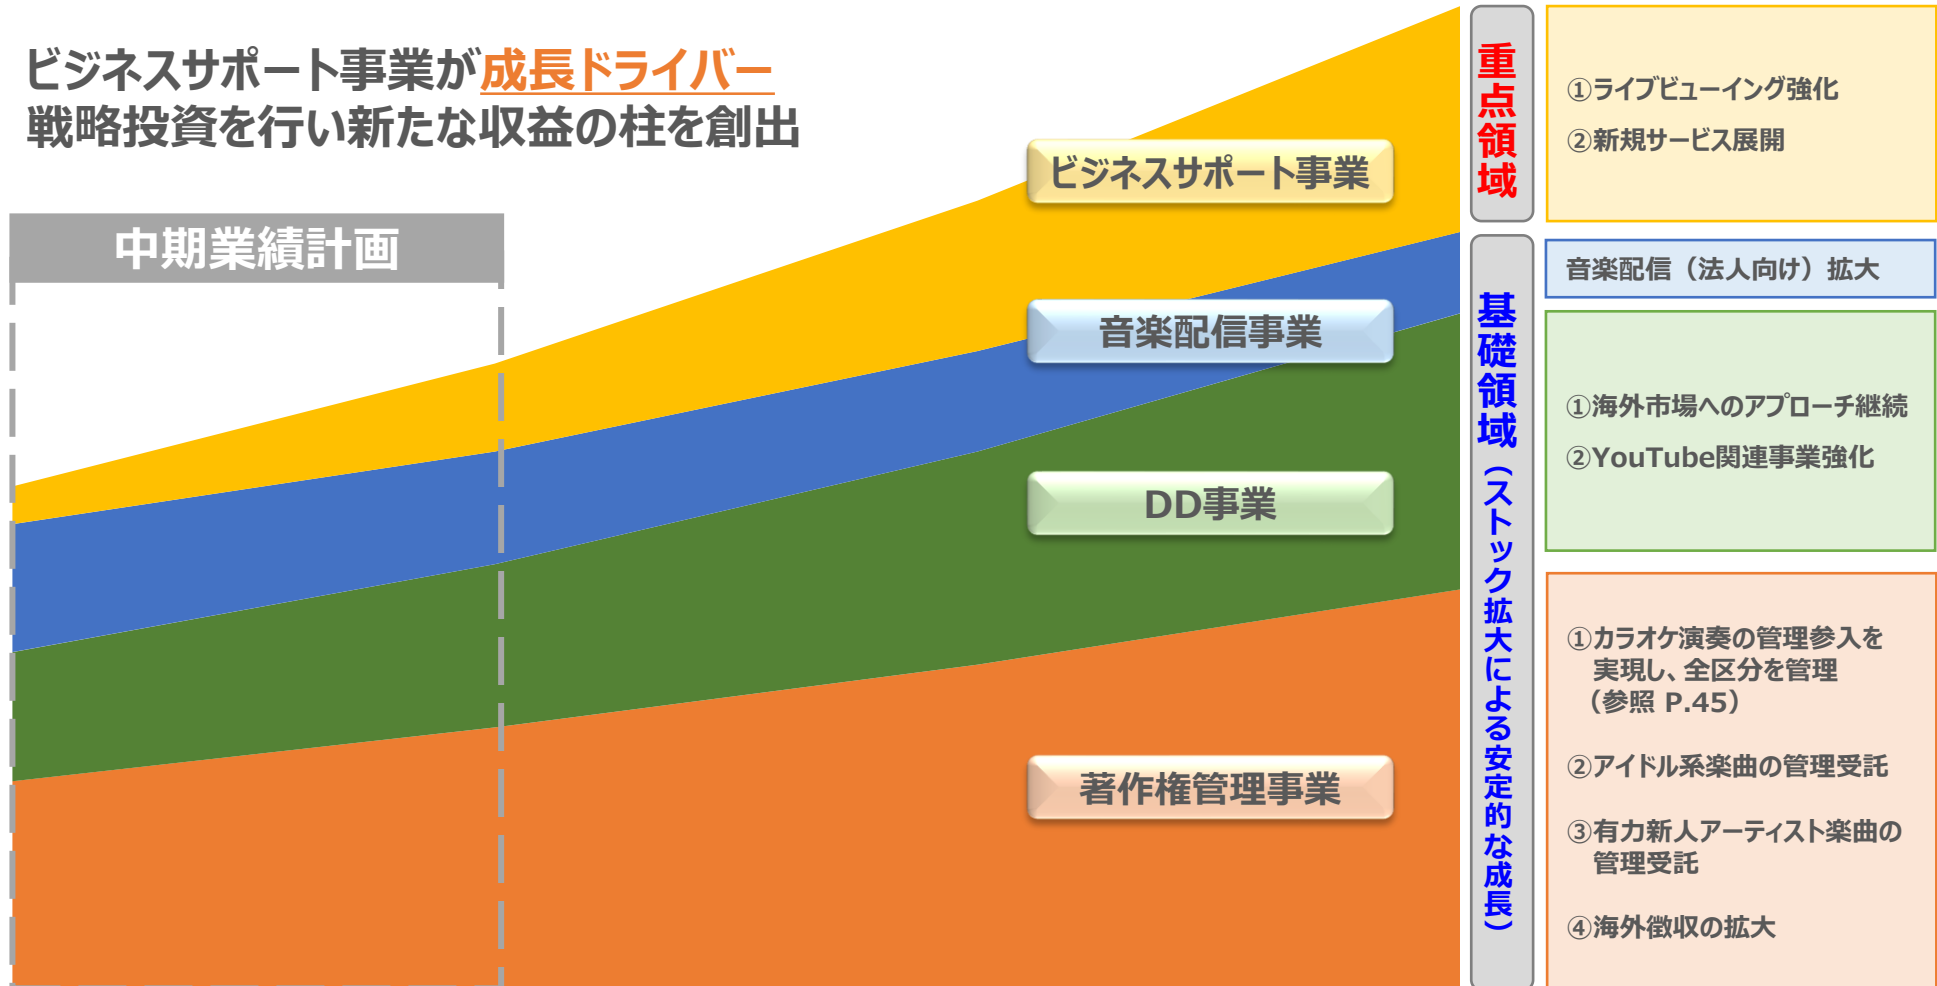 ビジネスサポート事業が成長ドライバー
戦略投資を行い新たな収益の柱を創出
中期業績計画
ビジネスサポート事業
音楽配信事業
DD事業
著作権管理事業
重点領域
基礎領域（ストック拡大による安定的な成長）
①ライブビューイング強化
②新規サービス展開
音楽配信（法人向け）拡大
①海外市場へのアプローチ継続
②YouTube関連事業強化
①カラオケ演奏の管理参入を
実現し、全区分を管理
（参照 P.45）
②アイドル系楽曲の管理受託
③有力新人アーティスト楽曲の
管理受託
④海外徴収の拡大